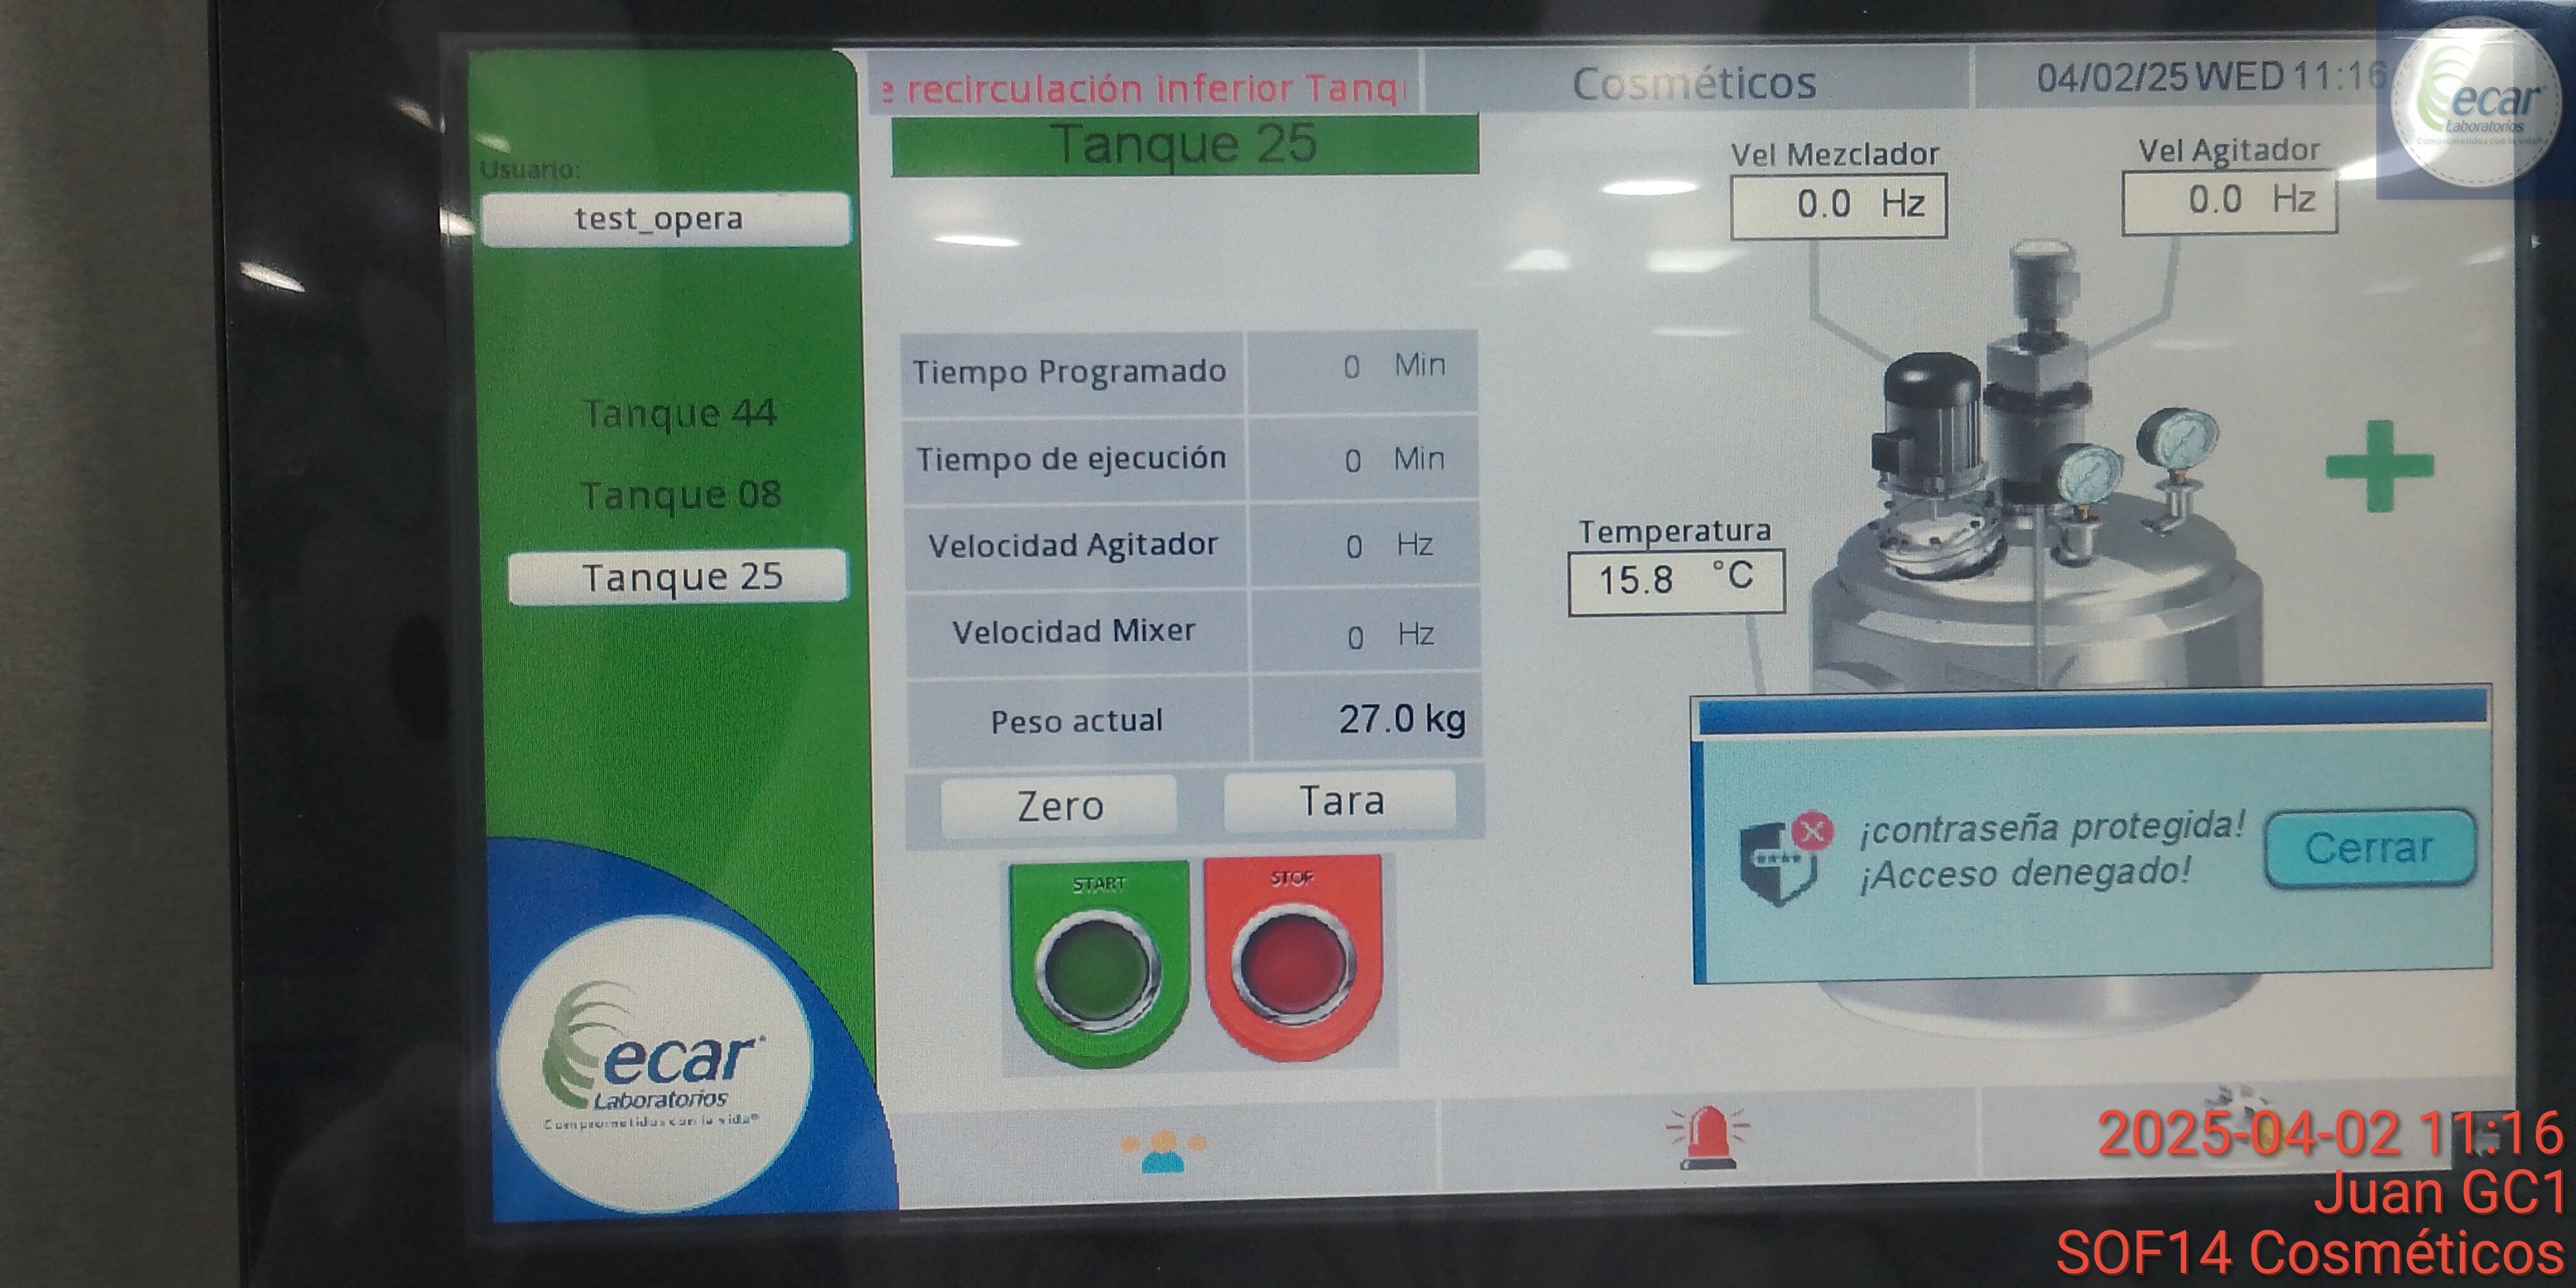 recirculación inferior
Cosméticos
04/02/25 WED 11:16
ecar
Laboratorios
Comprometidos con la vida
Usuario:
test_opera
Tanque 44
Tanque 08
Tanque 25
Tanque 25
Vel Mezclador
0.0 Hz
Vel Agitador
0.0 Hz
Tiempo Programado 0 Min
Tiempo de ejecución 0 Min
Velocidad Agitador 0 Hz
Velocidad Mixer 0 Hz
Peso actual 27.0 kg
Zero Tara
START STOP
Temperatura
15.8 °C
¡contraseña protegida!
¡Acceso denegado!
Cerrar
ecar
Laboratorios
Comprometidos con la vida
2025-04-02 11:16
Juan GC1
SOF14 Cosméticos